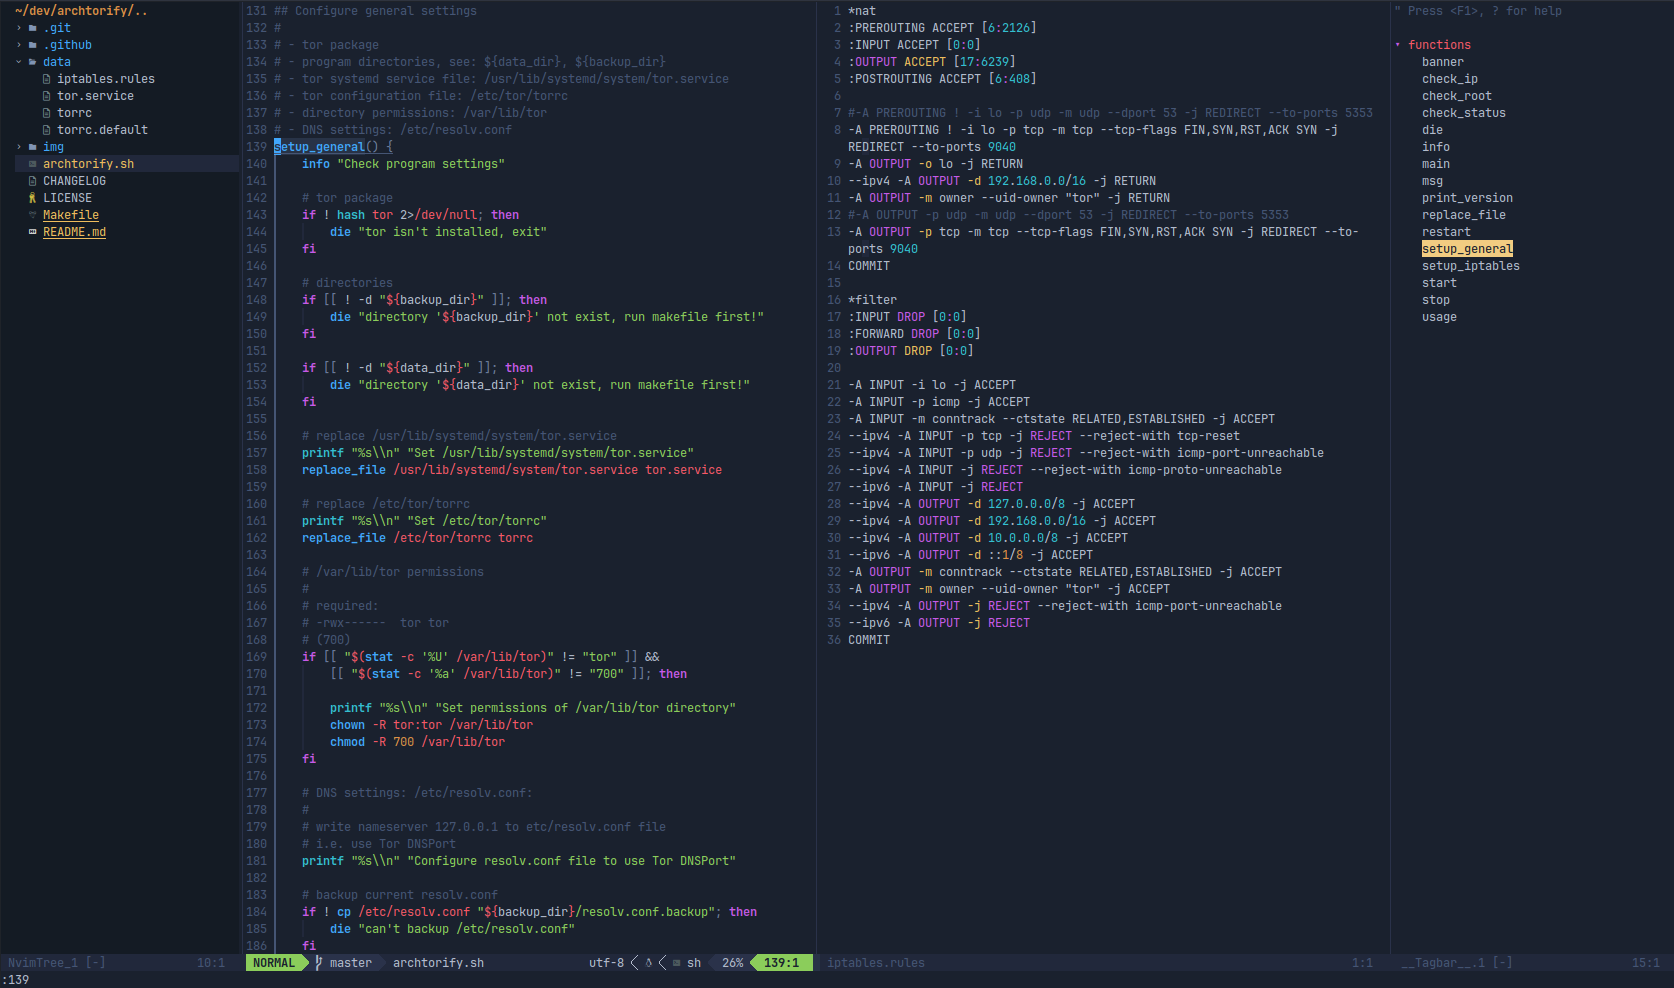 ~/dev/archtorify/..
.git
.github
data
iptables.rules
tor.service
torrc
torrc.default
img
archtorify.sh
CHANGELOG
LICENSE
Makefile
README.md
131 ## Configure general settings
132 #
133 # - tor package
134 # - program directories, see: ${data_dir}, ${backup_dir}
135 # - tor systemd service file: /usr/lib/systemd/system/tor.service
136 # - tor configuration file: /etc/tor/torrc
137 # - directory permissions: /var/lib/tor
138 # - DNS settings: /etc/resolv.conf
139 setup_general() {
140     info "Check program settings"
141
142     # tor package
143     if ! hash tor 2>/dev/null; then
144         die "tor isn't installed, exit"
145     fi
146
147     # directories
148     if [[ ! -d "${backup_dir}" ]]; then
149         die "directory '${backup_dir}' not exist, run makefile first!"
150     fi
151
152     if [[ ! -d "${data_dir}" ]]; then
153         die "directory '${data_dir}' not exist, run makefile first!"
154     fi
155
156     # replace /usr/lib/systemd/system/tor.service
157     printf "%s\\n" "Set /usr/lib/systemd/system/tor.service"
158     replace_file /usr/lib/systemd/system/tor.service tor.service
159
160     # replace /etc/tor/torrc
161     printf "%s\\n" "Set /etc/tor/torrc"
162     replace_file /etc/tor/torrc torrc
163
164     # /var/lib/tor permissions
165     #
166     # required:
167     # -rwx------  tor tor
168     # (700)
169     if [[ "$(stat -c '%U' /var/lib/tor)" != "tor" ]] &&
170         [[ "$(stat -c '%a' /var/lib/tor)" != "700" ]]; then
171
172         printf "%s\\n" "Set permissions of /var/lib/tor directory"
173         chown -R tor:tor /var/lib/tor
174         chmod -R 700 /var/lib/tor
175     fi
176
177     # DNS settings: /etc/resolv.conf:
178     #
179     # write nameserver 127.0.0.1 to etc/resolv.conf file
180     # i.e. use Tor DNSPort
181     printf "%s\\n" "Configure resolv.conf file to use Tor DNSPort"
182
183     # backup current resolv.conf
184     if ! cp /etc/resolv.conf "${backup_dir}/resolv.conf.backup"; then
185         die "can't backup /etc/resolv.conf"
186     fi
1 *nat
2 :PREROUTING ACCEPT [6:2126]
3 :INPUT ACCEPT [0:0]
4 :OUTPUT ACCEPT [17:6239]
5 :POSTROUTING ACCEPT [6:408]
6
7 #-A PREROUTING ! -i lo -p udp -m udp --dport 53 -j REDIRECT --to-ports 5353
8 -A PREROUTING ! -i lo -p tcp -m tcp --tcp-flags FIN,SYN,RST,ACK SYN -j
REDIRECT --to-ports 9040
9 -A OUTPUT -o lo -j RETURN
10 --ipv4 -A OUTPUT -d 192.168.0.0/16 -j RETURN
11 -A OUTPUT -m owner --uid-owner "tor" -j RETURN
12 #-A OUTPUT -p udp -m udp --dport 53 -j REDIRECT --to-ports 5353
13 -A OUTPUT -p tcp -m tcp --tcp-flags FIN,SYN,RST,ACK SYN -j REDIRECT --to-
ports 9040
14 COMMIT
15
16 *filter
17 :INPUT DROP [0:0]
18 :FORWARD DROP [0:0]
19 :OUTPUT DROP [0:0]
20
21 -A INPUT -i lo -j ACCEPT
22 -A INPUT -p icmp -j ACCEPT
23 -A INPUT -m conntrack --ctstate RELATED,ESTABLISHED -j ACCEPT
24 --ipv4 -A INPUT -p tcp -j REJECT --reject-with tcp-reset
25 --ipv4 -A INPUT -p udp -j REJECT --reject-with icmp-port-unreachable
26 --ipv4 -A INPUT -j REJECT --reject-with icmp-proto-unreachable
27 --ipv6 -A INPUT -j REJECT
28 --ipv4 -A OUTPUT -d 127.0.0.0/8 -j ACCEPT
29 --ipv4 -A OUTPUT -d 192.168.0.0/16 -j ACCEPT
30 --ipv4 -A OUTPUT -d 10.0.0.0/8 -j ACCEPT
31 --ipv6 -A OUTPUT -d ::1/8 -j ACCEPT
32 -A OUTPUT -m conntrack --ctstate RELATED,ESTABLISHED -j ACCEPT
33 -A OUTPUT -m owner --uid-owner "tor" -j ACCEPT
34 --ipv4 -A OUTPUT -j REJECT --reject-with icmp-port-unreachable
35 --ipv6 -A OUTPUT -j REJECT
36 COMMIT
" Press <F1>, ? for help
functions
banner
check_ip
check_root
check_status
die
info
main
msg
print_version
replace_file
restart
setup_general
setup_iptables
start
stop
usage
NvimTree_1 [-] 10:1
NORMAL master archtorify.sh utf-8 sh 26% 139:1
iptables.rules 1:1
__Tagbar__.1 [-] 15:1
:139